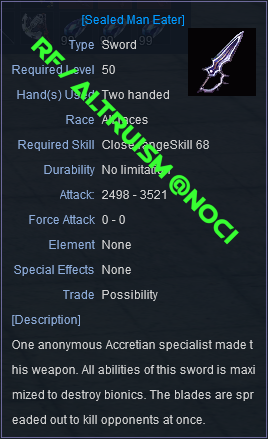 [Sealed Man Eater]
Type Sword
Required Level 50
Hand(s) Used Two handed
Race All races
Required Skill Close rangeSkill 68
Durability No limitation
Attack: 2498 - 3521
Force Attack 0 - 0
Element None
Special Effects None
Trade Possibility
[Description]
One anonymous Accretian specialist made t
his weapon. All abilities of this sword is maxi
mized to destroy bionics. The blades are spr
eaded out to kill opponents at once.
RF / ALTRUISM @NOCI